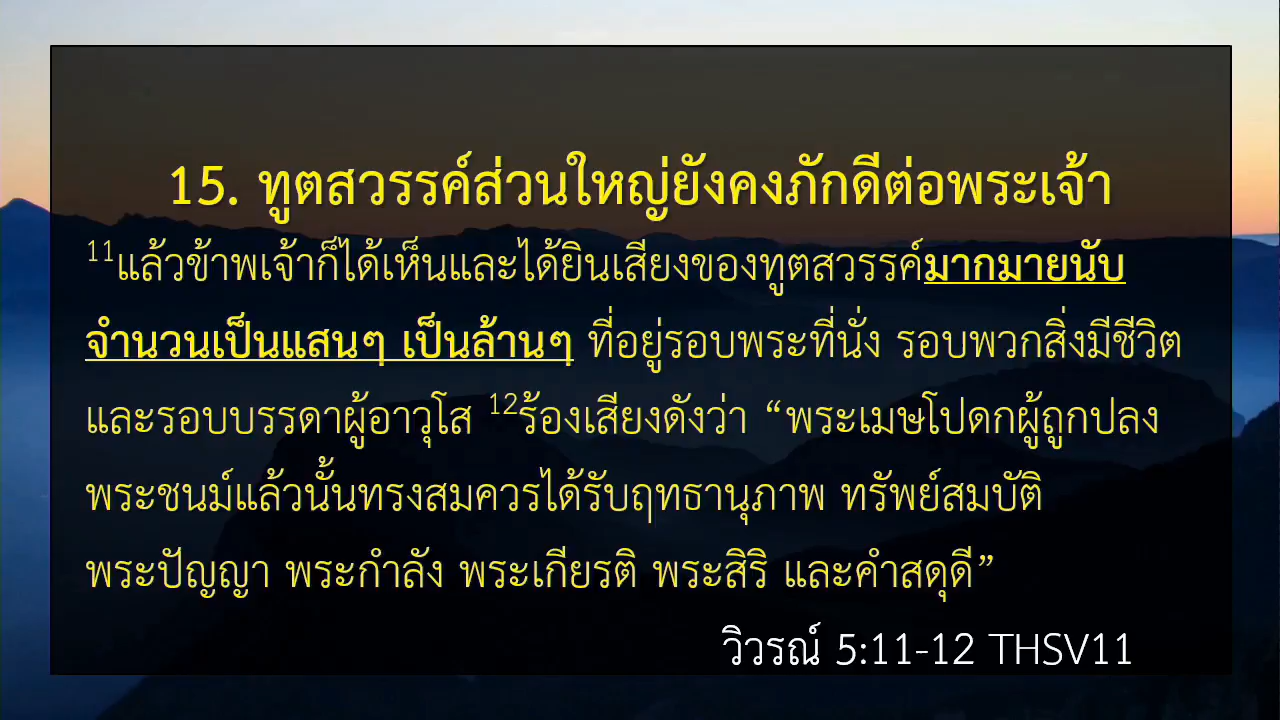 15. ทูตสวรรค์ส่วนใหญ่ยังคงภักดีต่อพระเจ้า
¹¹แล้วข้าพเจ้าก็ได้เห็นและได้ยินเสียงของทูตสวรรค์มากมายนับ
จำนวนเป็นแสนๆ เป็นล้านๆ ที่อยู่รอบพระที่นั่ง รอบพวกสิ่งมีชีวิต
และรอบบรรดาผู้อาวุโส ¹²ร้องเสียงดังว่า “พระเมษโปดกผู้ถูกปลง
พระชนม์แล้วนั้นทรงสมควรได้รับฤทธานุภาพ ทรัพย์สมบัติ
พระปัญญา พระกำลัง พระเกียรติ พระสิริ และคำสดุดี”
วิวรณ์ 5:11-12 THSV11